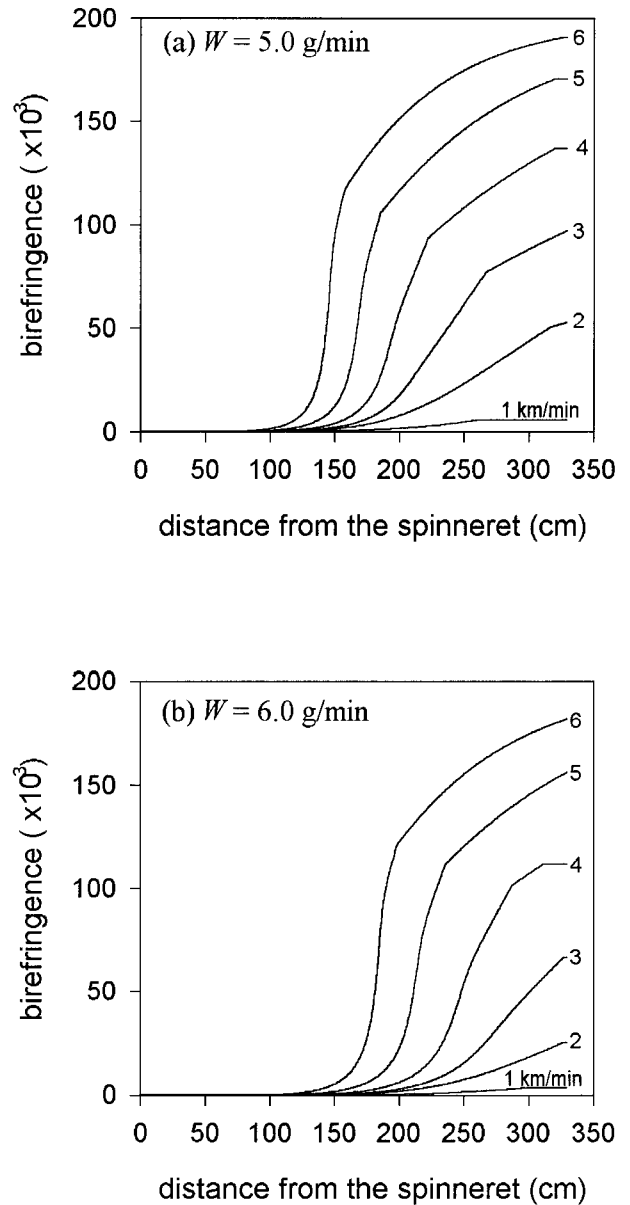 (a) W = 5.0 g/min
200
150
100
50
0
birefringence ( x10³)
6
5
4
3
2
1 km/min
0 50 100 150 200 250 300 350
distance from the spinneret (cm)
(b) W = 6.0 g/min
200
150
100
50
0
birefringence ( x10³)
6
5
4
3
2
1 km/min
0 50 100 150 200 250 300 350
distance from the spinneret (cm)